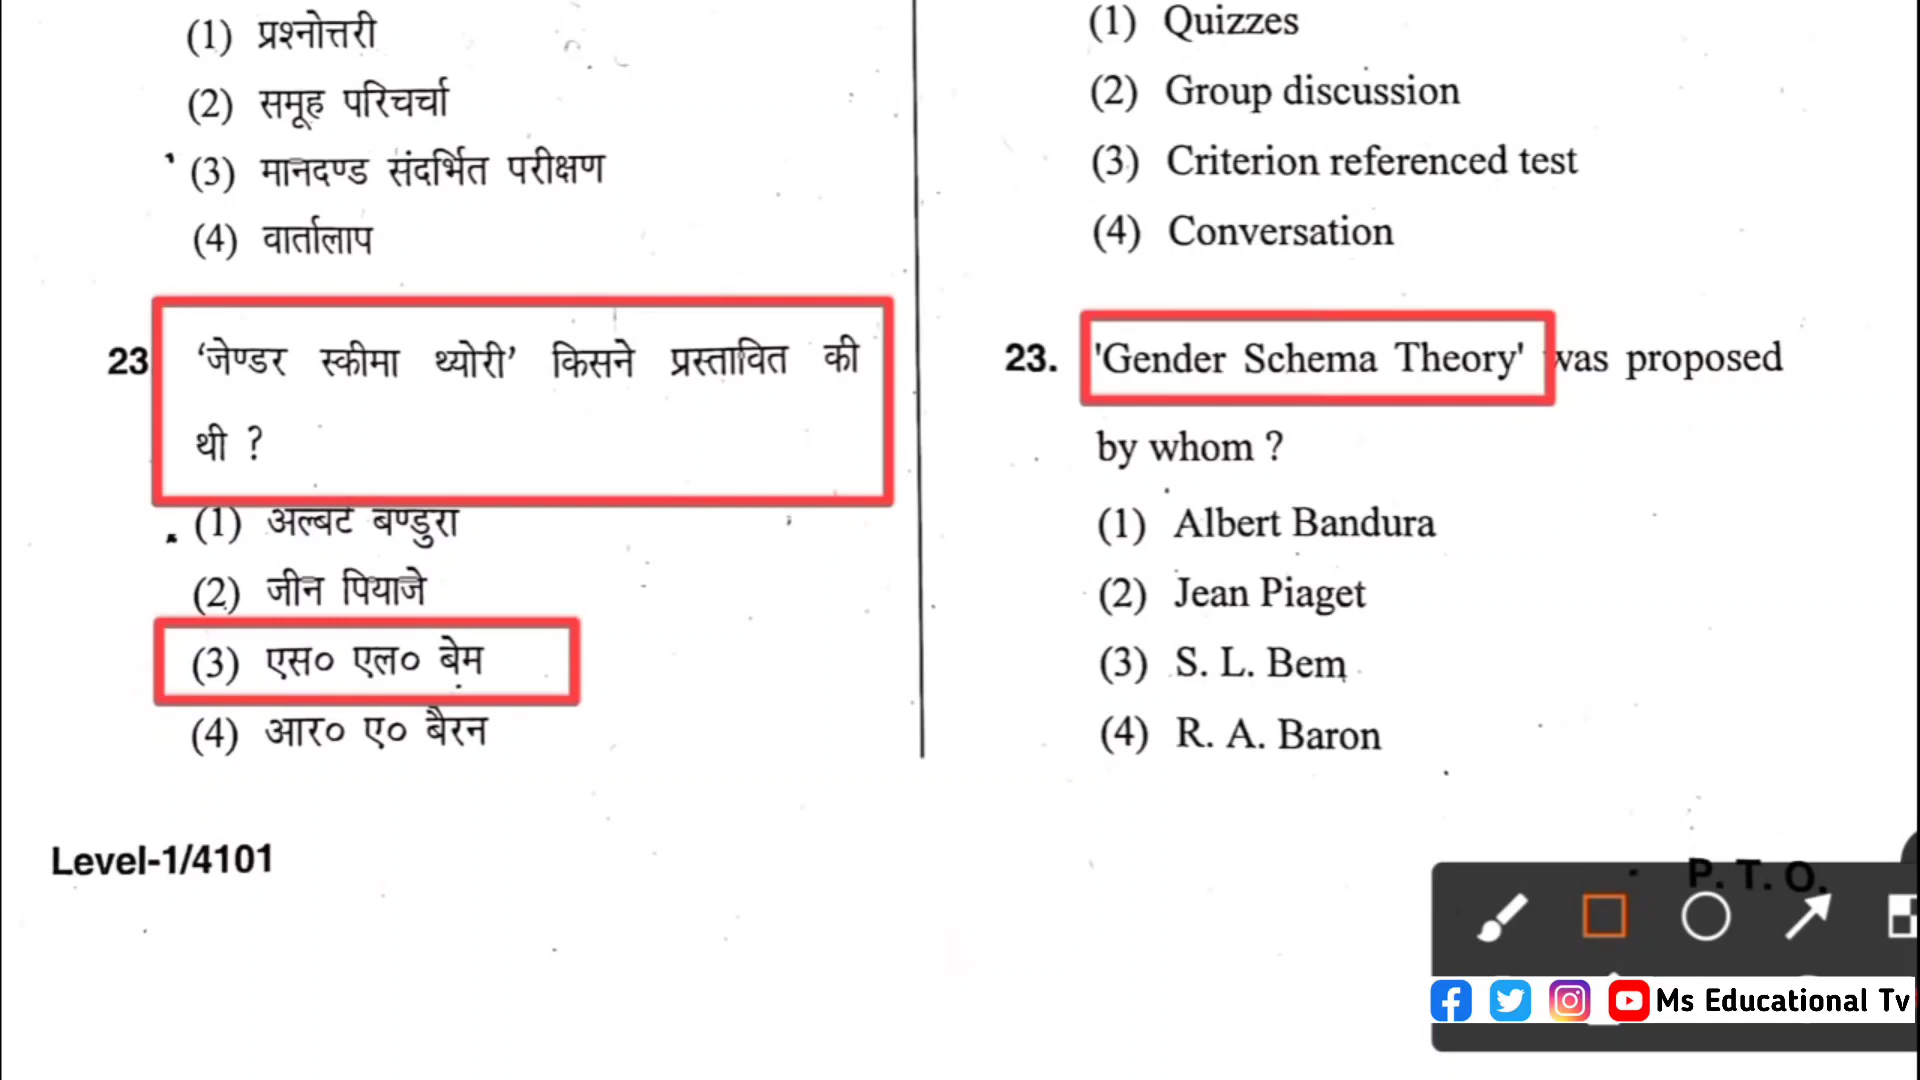 (1) प्रश्नोत्तरी
(2) समूह परिचर्चा
(3) मानदण्ड संदर्भित परीक्षण
(4) वार्तालाप
23 'जेण्डर स्कीमा थ्योरी' किसने प्रस्तावित की
थी ?
(1) अल्बर्ट बण्डुरा
(2) जीन पियाजे
(3) एस० एल० बेम
(4) आर० ए० बैरन
Level-1/4101
(1) Quizzes
(2) Group discussion
(3) Criterion referenced test
(4) Conversation
23. 'Gender Schema Theory' was proposed
by whom ?
(1) Albert Bandura
(2) Jean Piaget
(3) S. L. Bem
(4) R. A. Baron
P. T. O.
Ms Educational Tv